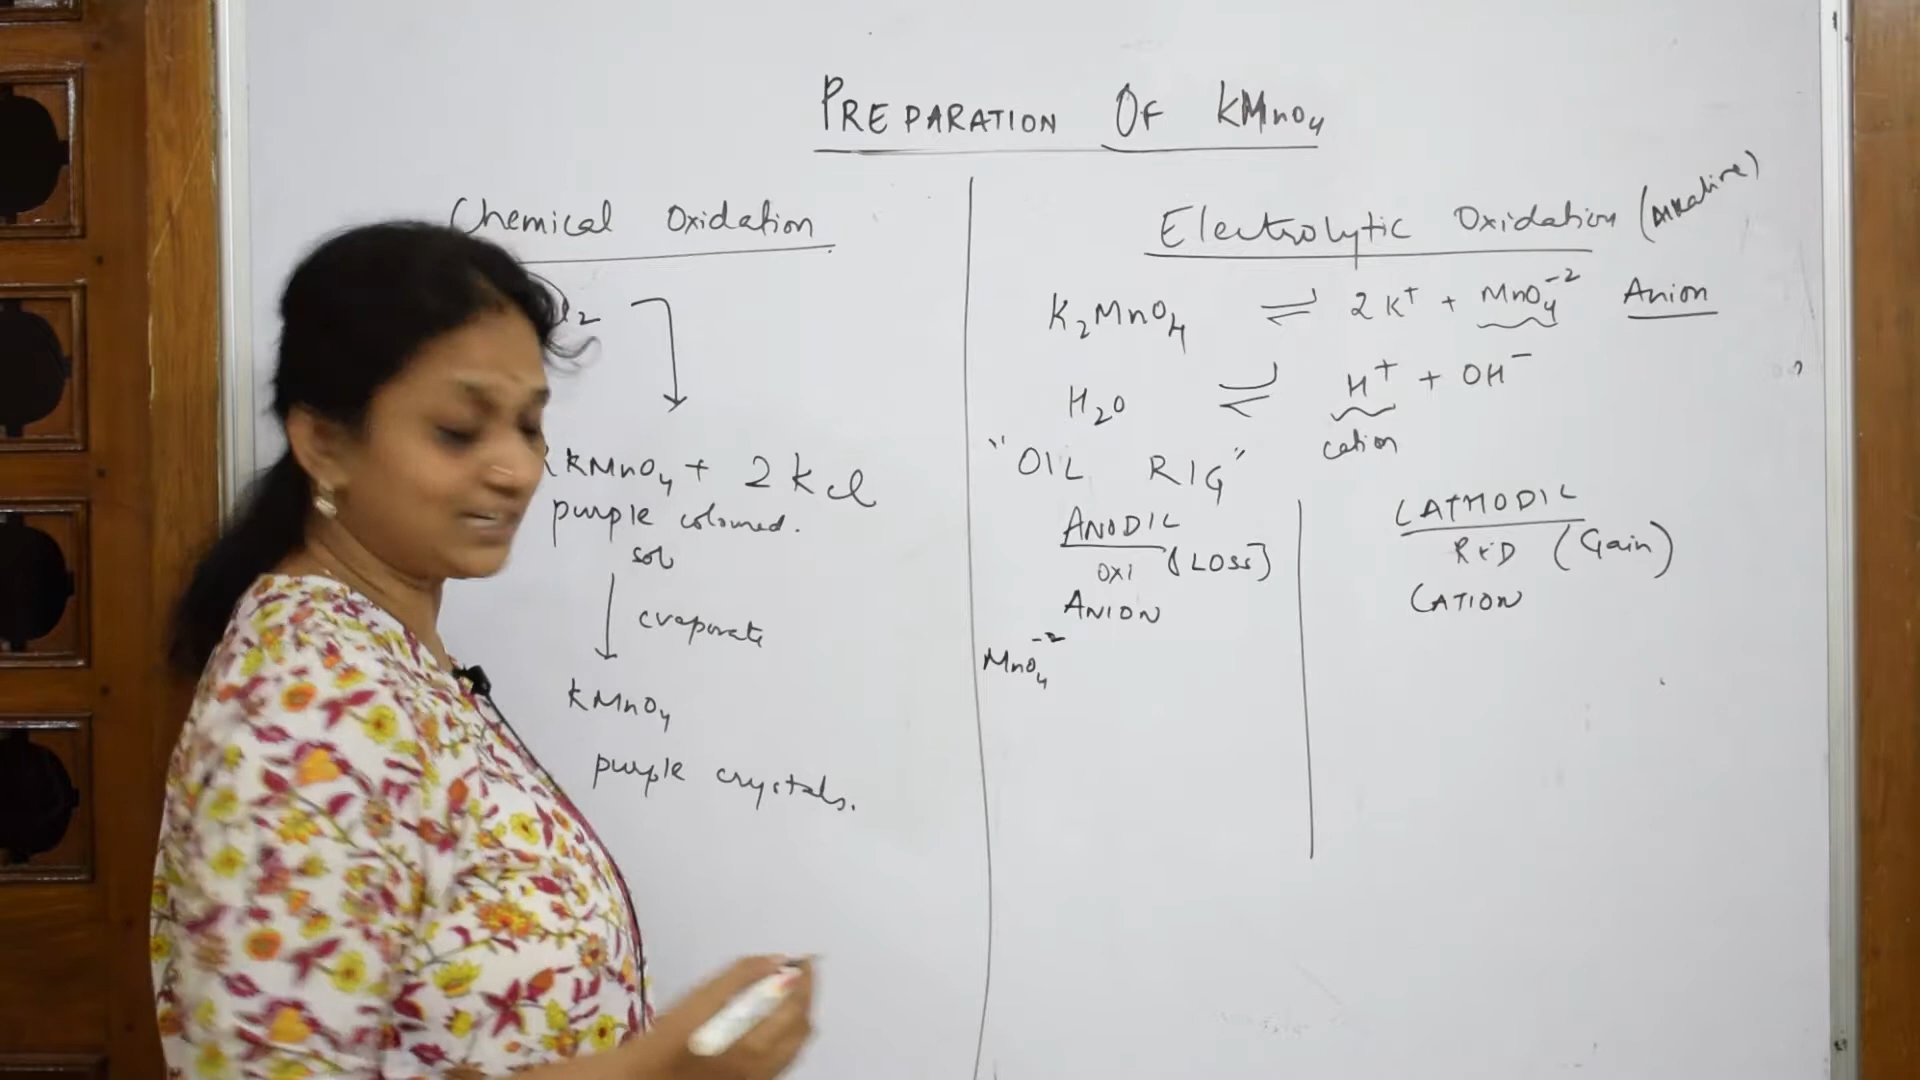 PREPARATION OF KMnO₄
Chemical Oxidation
l₂
KMnO₄ + 2 KCl
purple coloured.
sol
evaporate
KMnO₄
purple crystals.
Electrolytic Oxidation (Alkaline)
K₂MnO₄ ⇌ 2K⁺ + MnO₄⁻² Anion
H₂O ⇌ H⁺ + OH⁻
cation
"OIL RIG"
ANODIC
OXI (LOSS)
ANION
MnO₄⁻²
CATHODIC
RED (Gain)
CATION